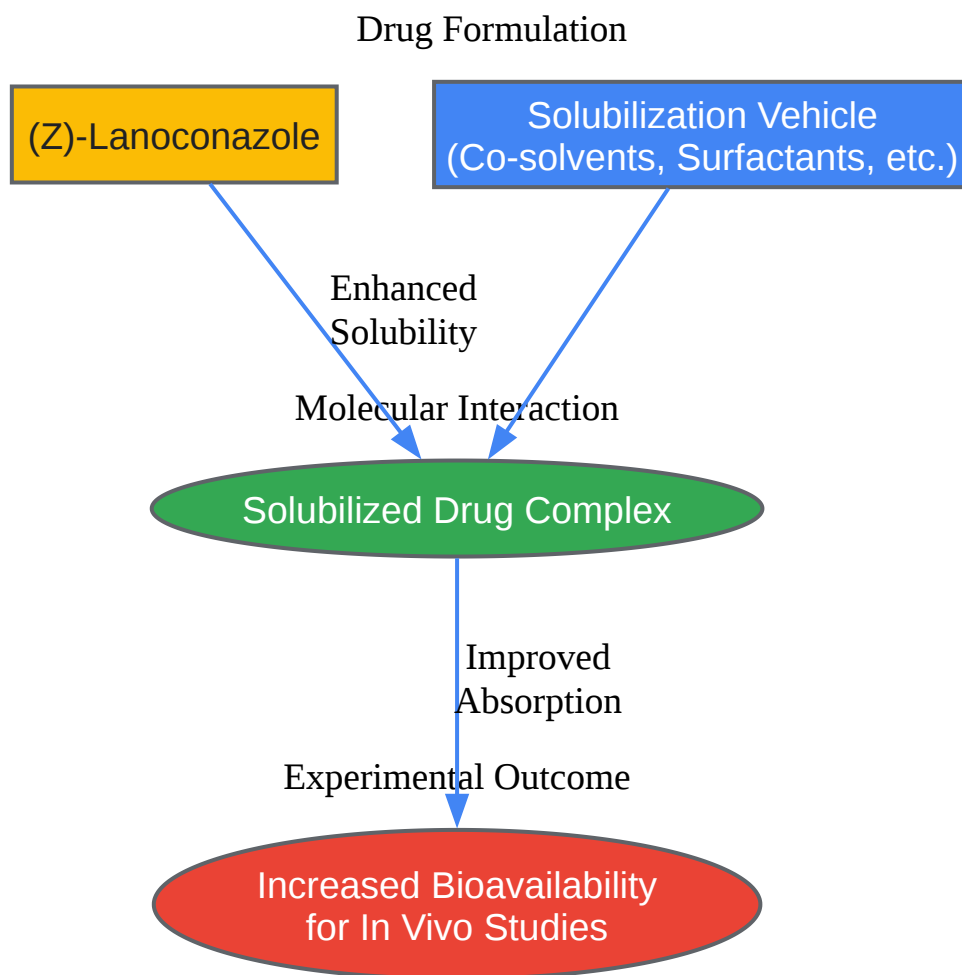 Drug Formulation
(Z)-Lanoconazole
Solubilization Vehicle
(Co-solvents, Surfactants, etc.)
Enhanced
Solubility
Molecular Interaction
Solubilized Drug Complex
Improved
Absorption
Experimental Outcome
Increased Bioavailability
for In Vivo Studies